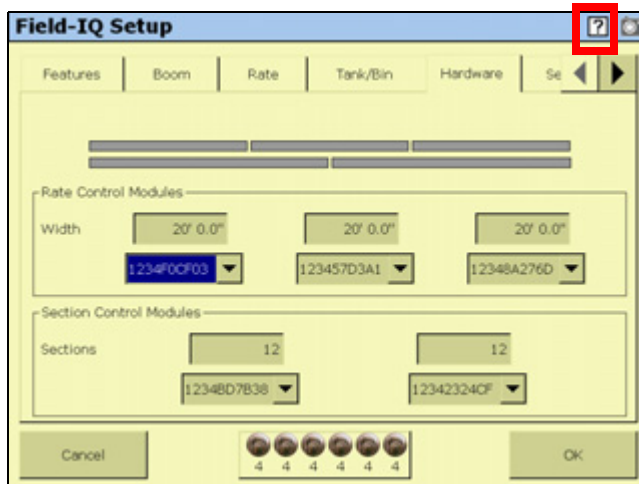 Field-IQ Setup ?
Features Boom Rate Tank/Bin Hardware Se
Rate Control Modules
Width 20' 0.0" 20' 0.0" 20' 0.0"
1234F0CF03 123457D3A1 12348A276D
Section Control Modules
Sections 12 12
1234BD7B38 12342324CF
Cancel 4 4 4 4 4 4 OK